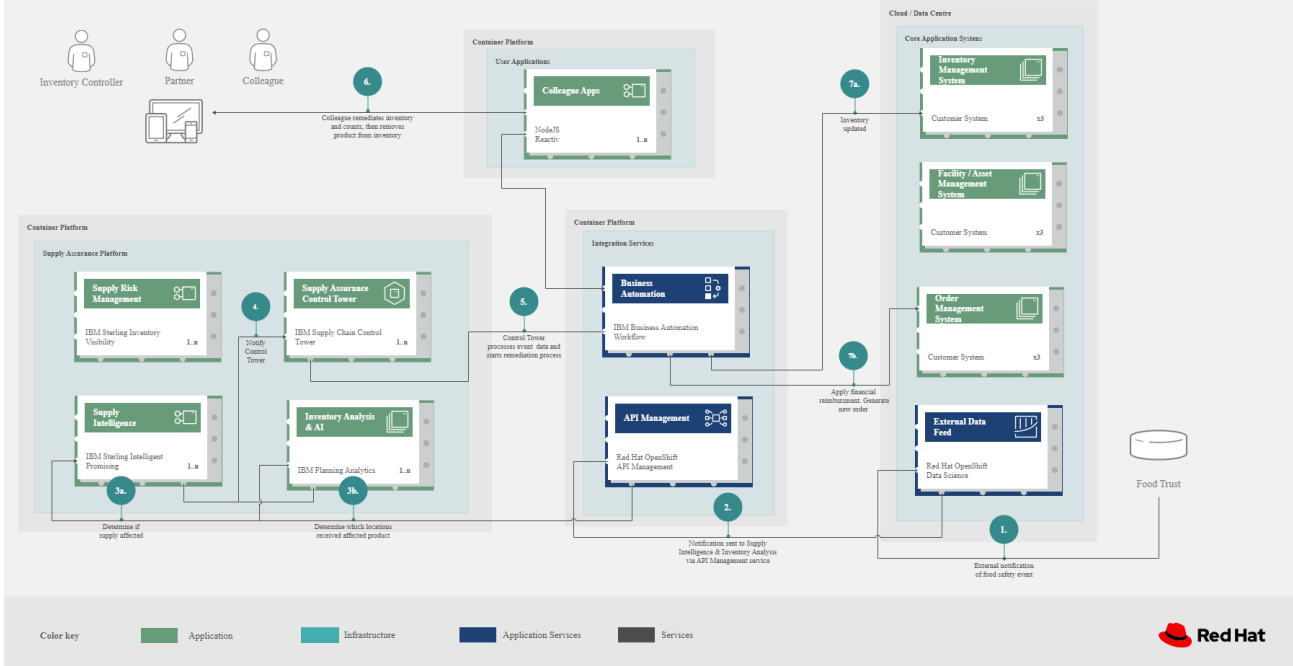 Inventory Controller
Partner
Colleague
6.
Colleague remediates inventory
and counts, then removes
product from inventory
Container Platform
User Applications
Colleague Apps
NodeJS
Reactiv
1..n
7a.
Inventory
updated
Cloud / Data Centre
Core Application Systems
Inventory
Management
System
Customer System
x3
Facility / Asset
Management
System
Customer System
x3
Order
Management
System
Customer System
x3
External Data
Feed
Red Hat OpenShift
Data Science
Container Platform
Supply Assurance Platform
Supply Risk
Management
IBM Sterling Inventory
Visibility
1..n
4.
Notify
Control
Tower
Supply Assurance
Control Tower
IBM Supply Chain Control
Tower
1..n
Supply
Intelligence
IBM Sterling Intelligent
Promising
1..n
Inventory Analysis
& AI
IBM Planning Analytics
1..n
3a.
Determine if
supply affected
3b.
Determine which locations
received affected product
5.
Control Tower
processes event data and
starts remediation process
Container Platform
Integration Services
Business
Automation
IBM Business Automation
Workflow
API Management
Red Hat OpenShift
API Management
7b.
Apply financial
reimbursment. Generate
new order
2.
Notification sent to Supply
Intelligence & Inventory Analysis
via API Management service
1.
External notification
of food safety event
Food Trust
Color key
Application
Infrastructure
Application Services
Services
Red Hat